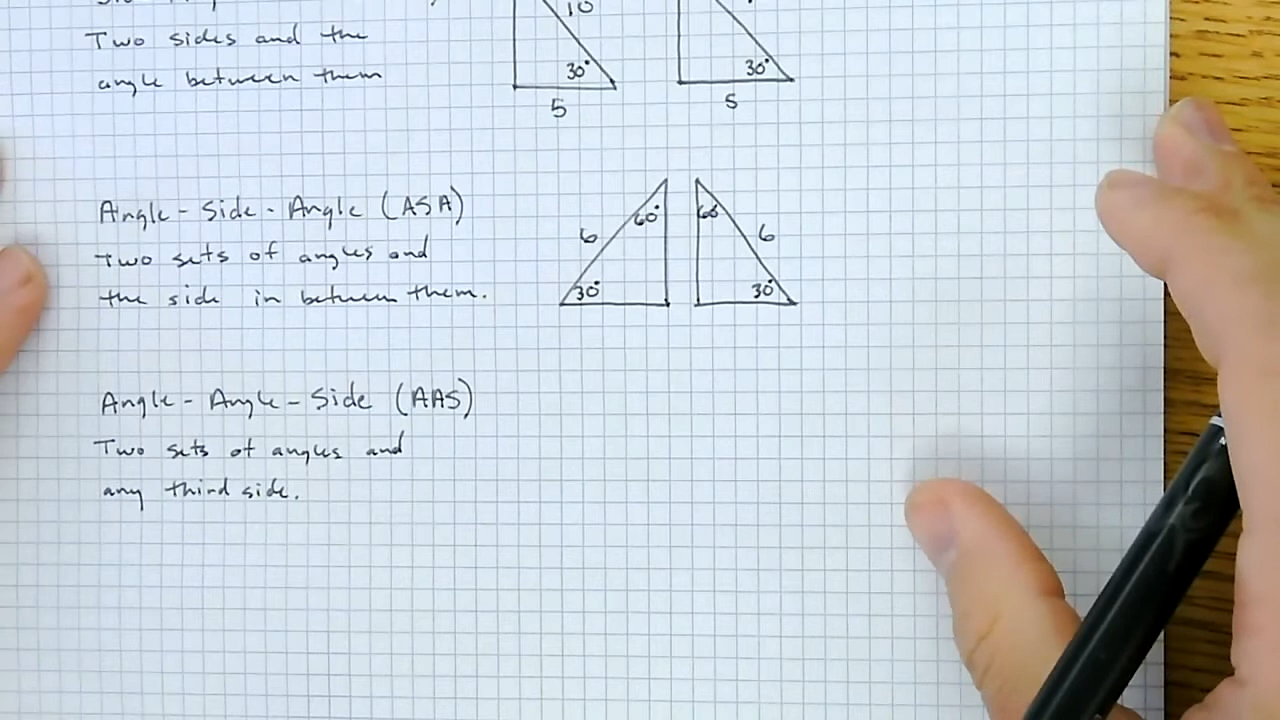 10
Two sides and the
angle between them
30°
5
30°
5
Angle-Side-Angle (ASA)
Two sets of angles and
the side in between them.
6
60°
30°
60°
6
30°
Angle-Angle-Side (AAS)
Two sets of angles and
any third side.